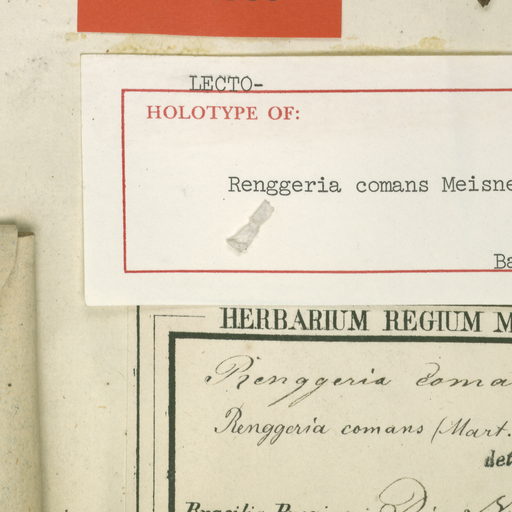 LECTO-
HOLOTYPE OF:
Renggeria comans Meisne
Ba
HERBARIUM REGIUM M
Renggeria coma
Renggeria comans (Mart.
det